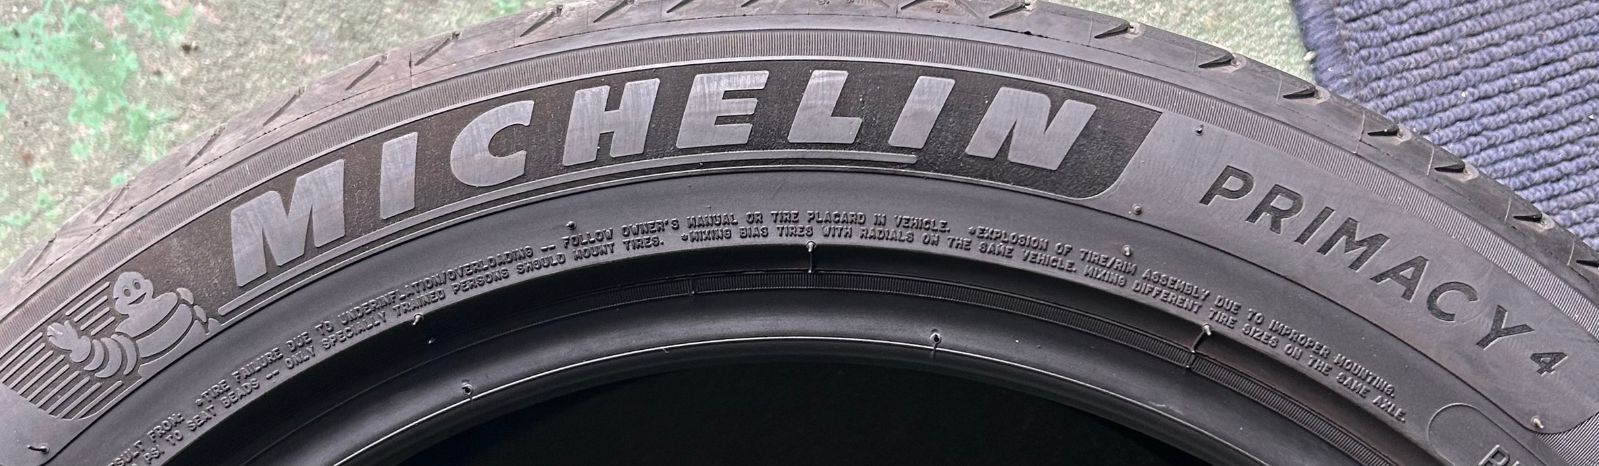 MICHELIN
PRIMACY 4
FROM: •TIRE FAILURE DUE TO UNDERINFLATION/OVERLOADING -- FOLLOW OWNER'S MANUAL OR TIRE PLACARD IN VEHICLE. •EXPLOSION OF TIRE/RIM ASSEMBLY DUE TO IMPROPER MOUNTING.
PSI TO SEAT BEADS -- ONLY SPECIALLY TRAINED PERSONS SHOULD MOUNT TIRES. •MIXING BIAS TIRES WITH RADIALS ON THE SAME VEHICLE. MIXING DIFFERENT TIRE SIZES ON THE SAME AXLE.